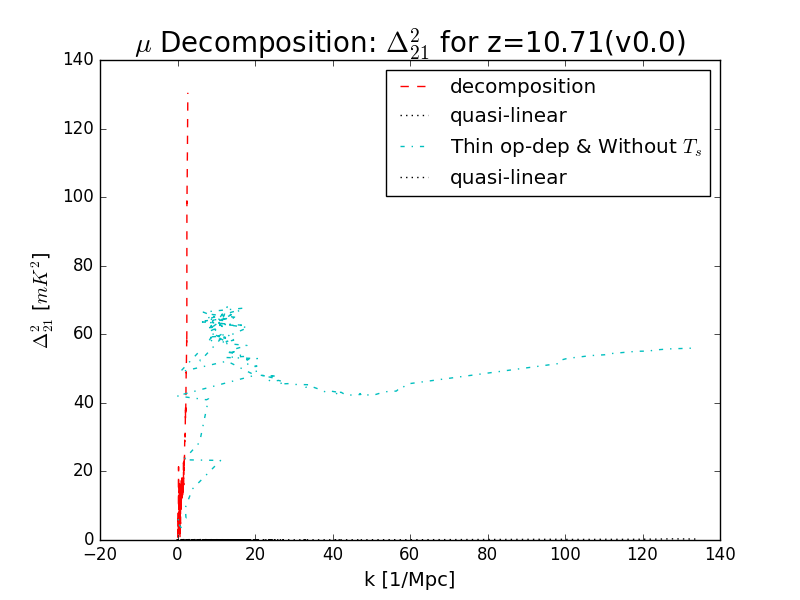 μ Decomposition: Δ²₂₁ for z=10.71(v0.0)
140
120
100
80
60
40
20
0
Δ²₂₁ [mK²]
decomposition
quasi-linear
Thin op-dep & Without Tₛ
quasi-linear
−20 0 20 40 60 80 100 120 140
k [1/Mpc]